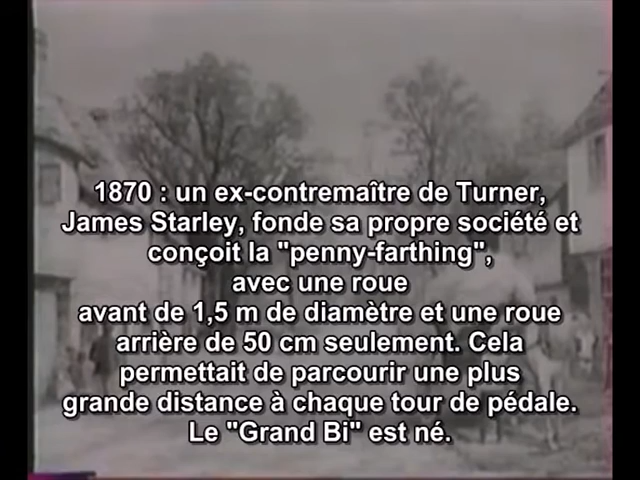 1870 : un ex-contremaître de Turner,
James Starley, fonde sa propre société et
conçoit la "penny-farthing",
avec une roue
avant de 1,5 m de diamètre et une roue
arrière de 50 cm seulement. Cela
permettait de parcourir une plus
grande distance à chaque tour de pédale.
Le "Grand Bi" est né.